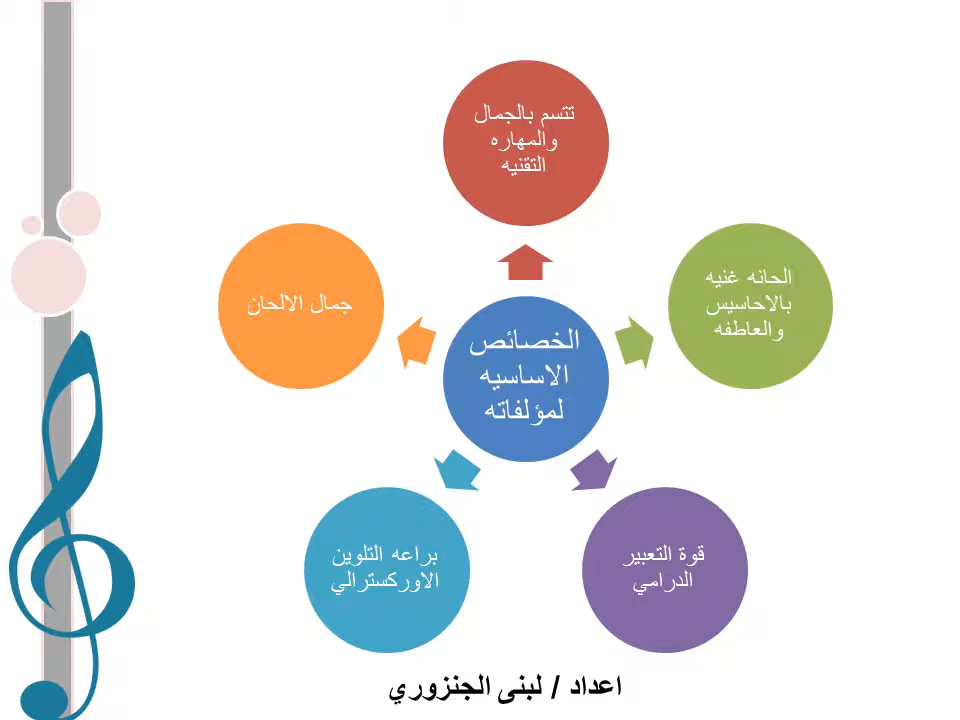 تتسم بالجمال
والمهاره
التقنيه
الحانه غنيه
بالاحاسيس
والعاطفه
جمال الالحان
الخصائص
الاساسيه
لمؤلفاته
قوة التعبير
الدرامي
براعه التلوين
الاوركسترالي
اعداد / لبنى الجنزوري